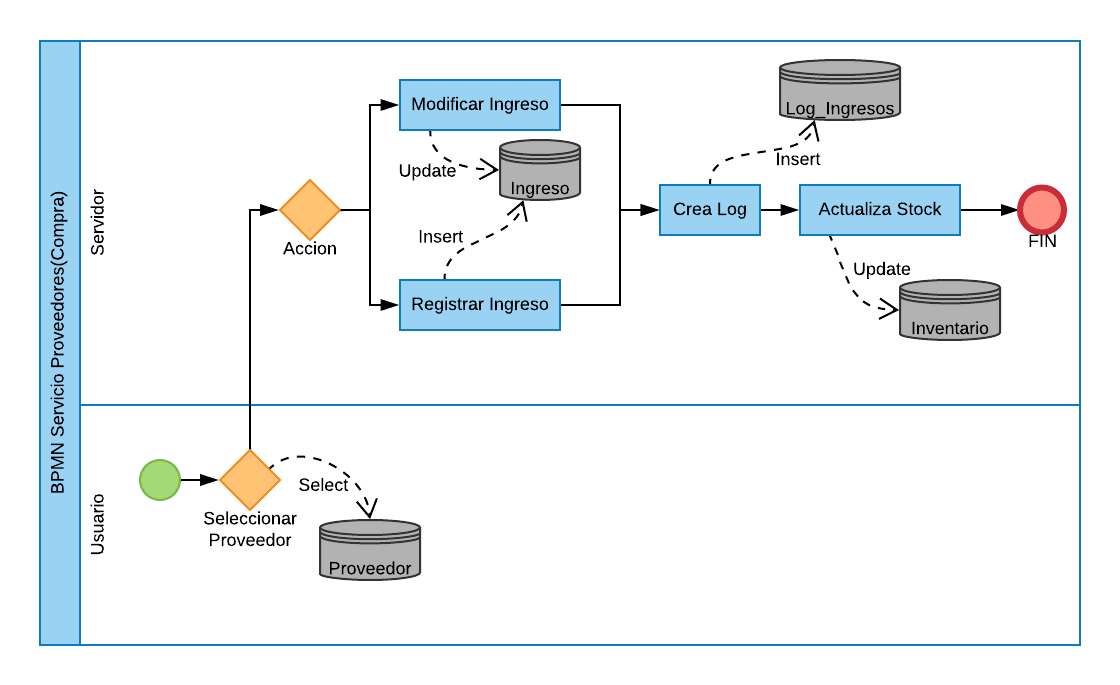 BPMN Servicio Proveedores(Compra)
Servidor
Accion
Modificar Ingreso
Update
Ingreso
Insert
Registrar Ingreso
Log_Ingresos
Insert
Crea Log
Actualiza Stock
FIN
Update
Inventario
Usuario
Seleccionar
Proveedor
Select
Proveedor